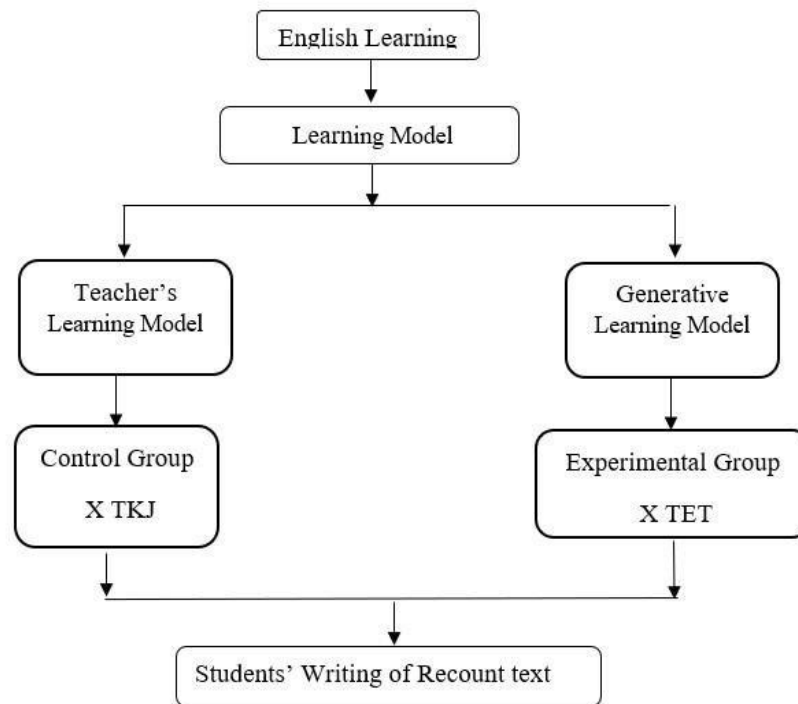 English Learning
Learning Model
Teacher’s
Learning Model
Generative
Learning Model
Control Group
X TKJ
Experimental Group
X TET
Students’ Writing of Recount text